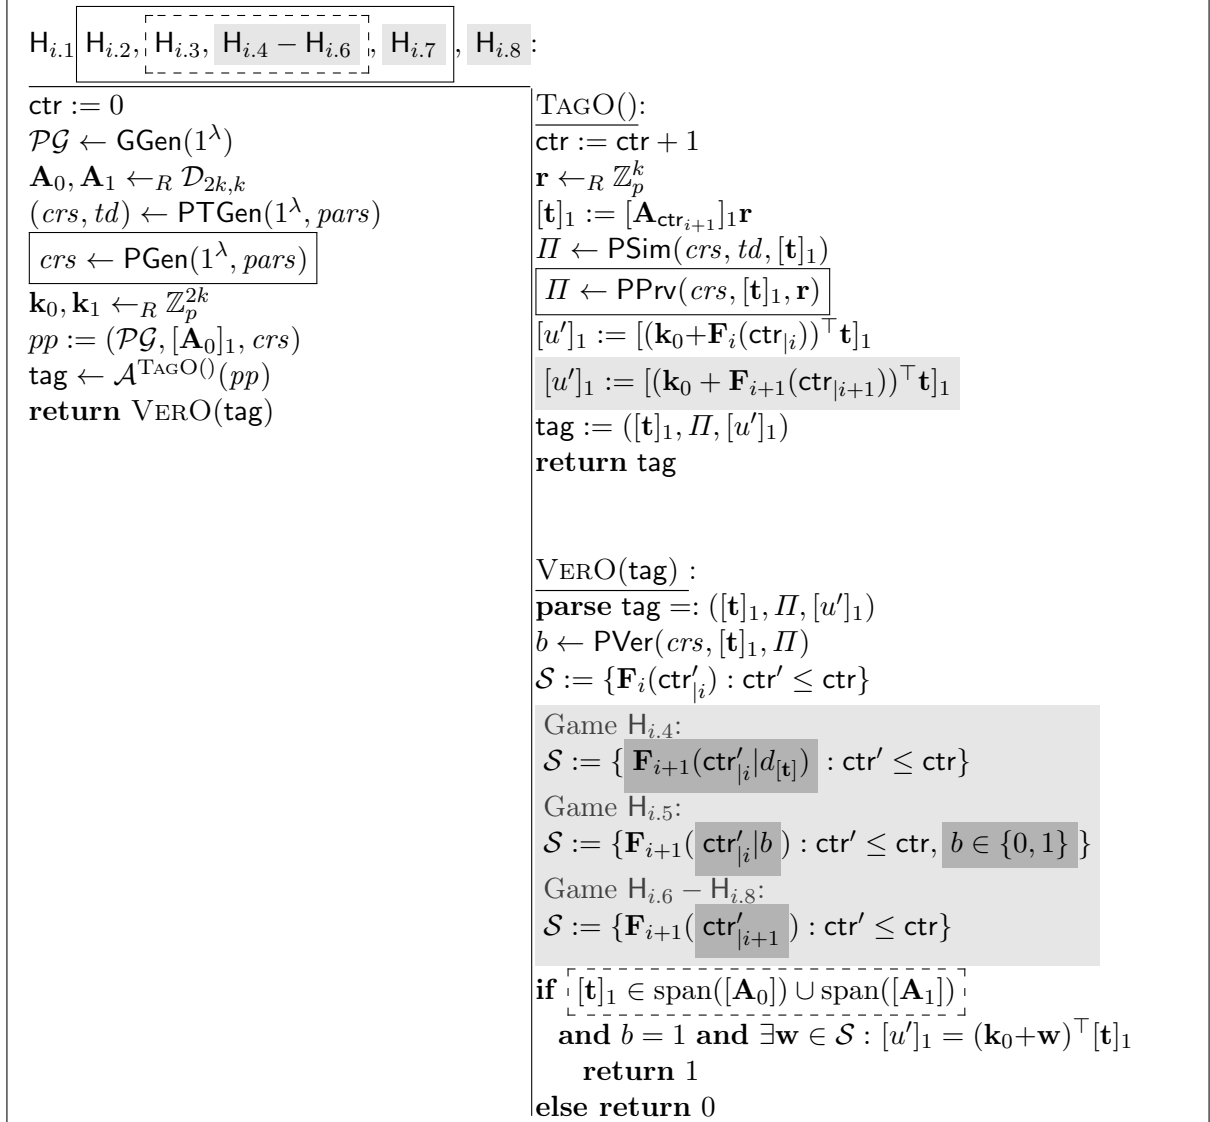 H_{i.1} H_{i.2}, H_{i.3}, H_{i.4} − H_{i.6}, H_{i.7}, H_{i.8}:
ctr := 0
𝒫𝒢 ← GGen(1^λ)
𝐀_0, 𝐀_1 ←_R 𝒟_{2k,k}
(crs, td) ← PTGen(1^λ, pars)
crs ← PGen(1^λ, pars)
𝐤_0, 𝐤_1 ←_R ℤ_p^{2k}
pp := (𝒫𝒢, [𝐀_0]_1, crs)
tag ← 𝒜^{TAGO()}(pp)
return VERO(tag)
TAGO():
ctr := ctr + 1
𝐫 ←_R ℤ_p^k
[𝐭]_1 := [𝐀_{ctr_{i+1}}]_1𝐫
Π ← PSim(crs, td, [𝐭]_1)
Π ← PPrv(crs, [𝐭]_1, 𝐫)
[u′]_1 := [(𝐤_0+𝐅_i(ctr_{|i}))^⊤𝐭]_1
[u′]_1 := [(𝐤_0 + 𝐅_{i+1}(ctr_{|i+1}))^⊤𝐭]_1
tag := ([𝐭]_1, Π, [u′]_1)
return tag
VERO(tag) :
parse tag =: ([𝐭]_1, Π, [u′]_1)
b ← PVer(crs, [𝐭]_1, Π)
𝒮 := {𝐅_i(ctr′_{|i}) : ctr′ ≤ ctr}
Game H_{i.4}:
𝒮 := { 𝐅_{i+1}(ctr′_{|i}|d_{[𝐭]}) : ctr′ ≤ ctr}
Game H_{i.5}:
𝒮 := {𝐅_{i+1}( ctr′_{|i}|b ) : ctr′ ≤ ctr, b ∈ {0, 1} }
Game H_{i.6} − H_{i.8}:
𝒮 := {𝐅_{i+1}( ctr′_{|i+1} ) : ctr′ ≤ ctr}
if [𝐭]_1 ∈ span([𝐀_0]) ∪ span([𝐀_1])
and b = 1 and ∃𝐰 ∈ 𝒮 : [u′]_1 = (𝐤_0+𝐰)^⊤[𝐭]_1
return 1
else return 0